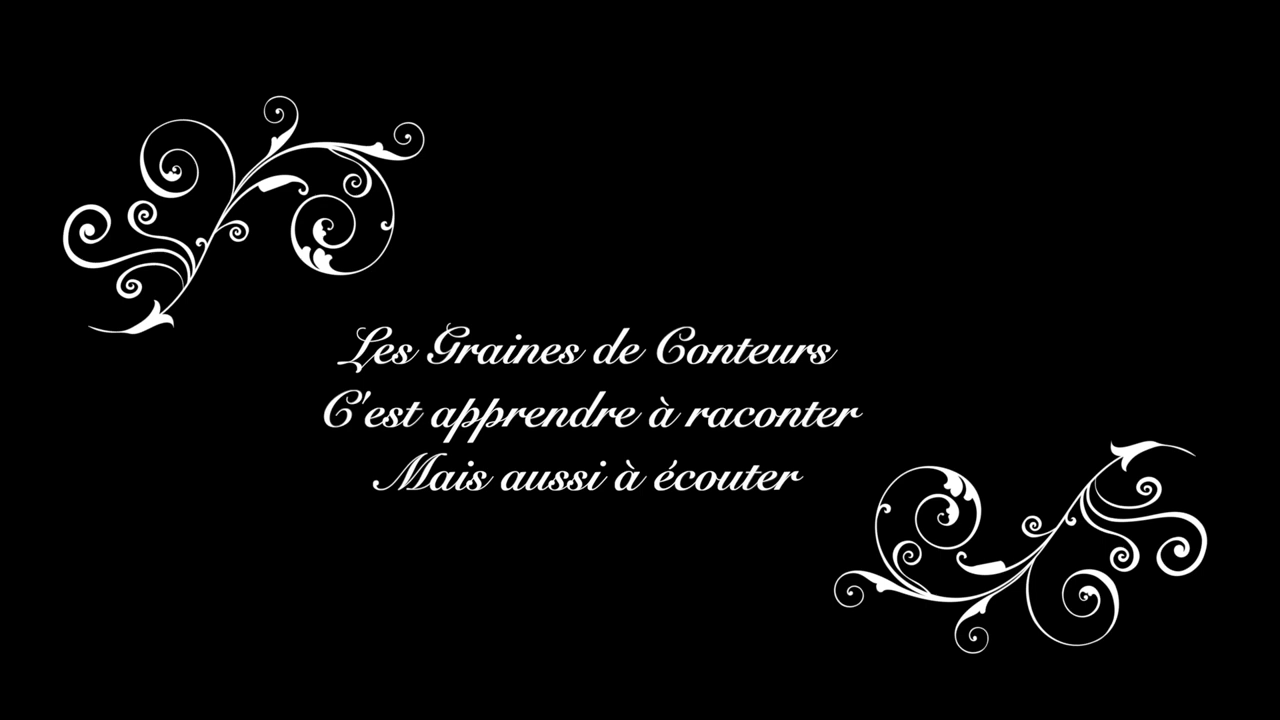 Les Graines de Conteurs
C'est apprendre à raconter
Mais aussi à écouter